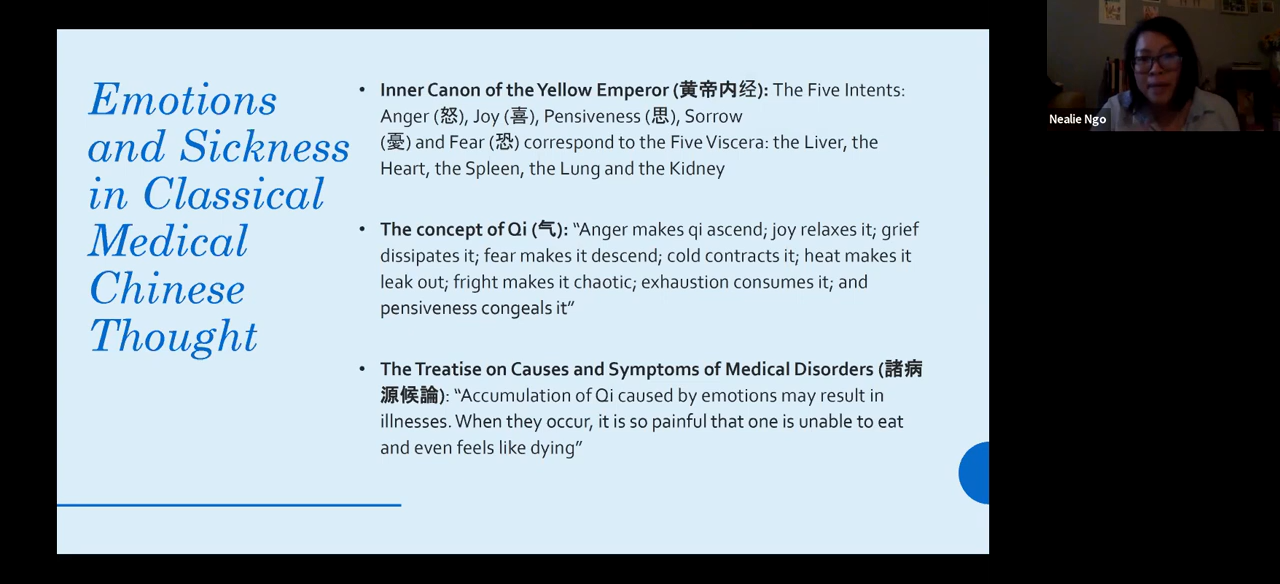 Emotions
and Sickness
in Classical
Medical
Chinese
Thought
• Inner Canon of the Yellow Emperor (黄帝内经): The Five Intents:
Anger (怒), Joy (喜), Pensiveness (思), Sorrow
(憂) and Fear (恐) correspond to the Five Viscera: the Liver, the
Heart, the Spleen, the Lung and the Kidney
• The concept of Qi (气): “Anger makes qi ascend; joy relaxes it; grief
dissipates it; fear makes it descend; cold contracts it; heat makes it
leak out; fright makes it chaotic; exhaustion consumes it; and
pensiveness congeals it”
• The Treatise on Causes and Symptoms of Medical Disorders (諸病
源候論): “Accumulation of Qi caused by emotions may result in
illnesses. When they occur, it is so painful that one is unable to eat
and even feels like dying”
Nealie Ngo